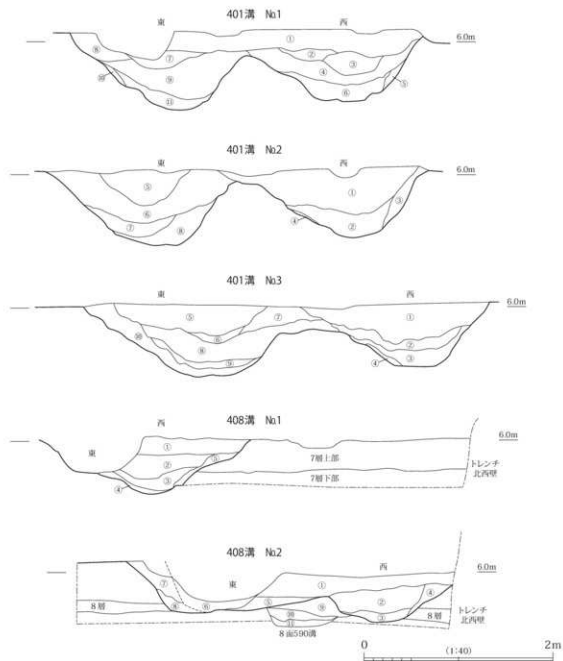 401溝 №1
東 西
6.0m
① ② ③ ④ ⑤ ⑥ ⑦ ⑧ ⑨ ⑩ ⑪
401溝 №2
東 西
6.0m
① ② ③ ④ ⑤ ⑥ ⑦ ⑧
401溝 №3
東 西
6.0m
① ② ③ ④ ⑤ ⑥ ⑦ ⑧ ⑨ ⑩
408溝 №1
西
東
6.0m
① ② ③ ④ ⑤
7層上部
7層下部
トレンチ
北西壁
408溝 №2
西
東
6.0m
① ② ③ ④ ⑤ ⑥ ⑦ ⑧ ⑨ ⑩ ⑪
8層
8層
トレンチ
北西壁
8面590溝
0 (1:40) 2m